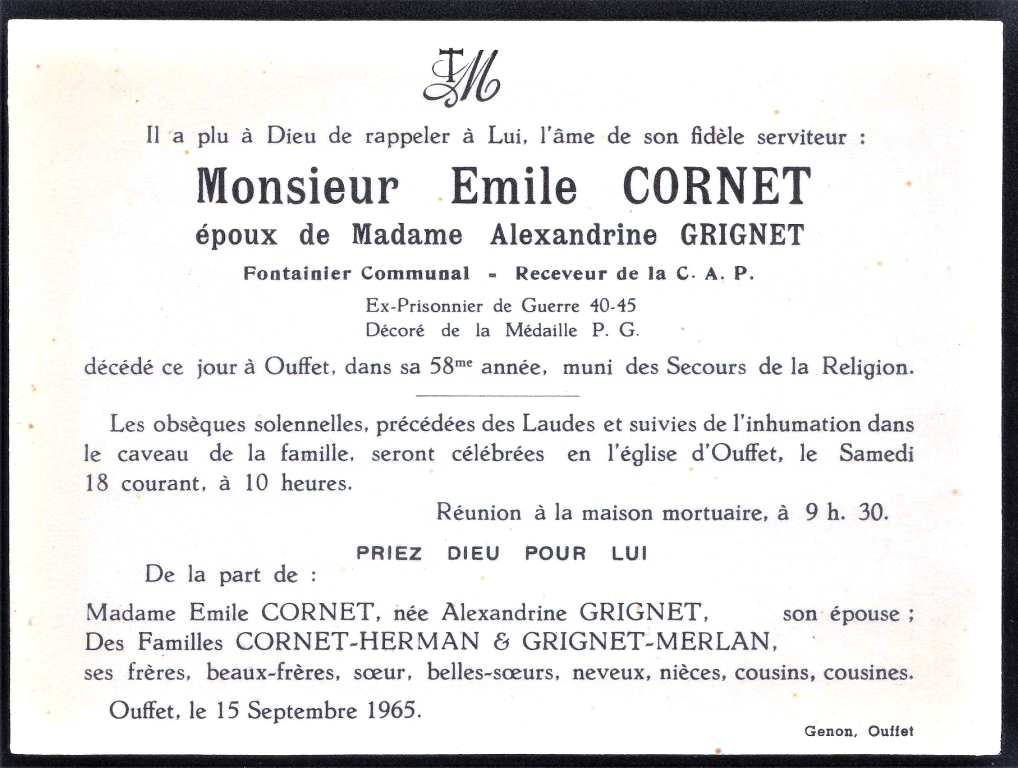 Il a plu à Dieu de rappeler à Lui, l'âme de son fidèle serviteur :
Monsieur Emile CORNET
époux de Madame Alexandrine GRIGNET
Fontainier Communal - Receveur de la C. A. P.
Ex-Prisonnier de Guerre 40-45
Décoré de la Médaille P. G.
décédé ce jour à Ouffet, dans sa 58me année, muni des Secours de la Religion.
Les obsèques solennelles, précédées des Laudes et suivies de l'inhumation dans
le caveau de la famille, seront célébrées en l'église d'Ouffet, le Samedi
18 courant, à 10 heures.
Réunion à la maison mortuaire, à 9 h. 30.
PRIEZ DIEU POUR LUI
De la part de :
Madame Emile CORNET, née Alexandrine GRIGNET, son épouse ;
Des Familles CORNET-HERMAN & GRIGNET-MERLAN,
ses frères, beaux-frères, sœur, belles-sœurs, neveux, nièces, cousins, cousines.
Ouffet, le 15 Septembre 1965.
Genon, Ouffet